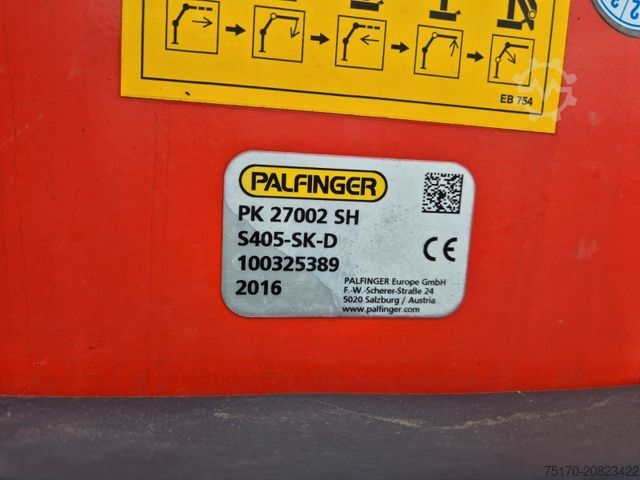 EB 754
PALFINGER
PK 27002 SH
S405-SK-D
100325389
2016
CE
PALFINGER Europe GmbH
F.-W.-Scherer-Straße 24
5020 Salzburg / Austria
www.palfinger.com
75170-20823422